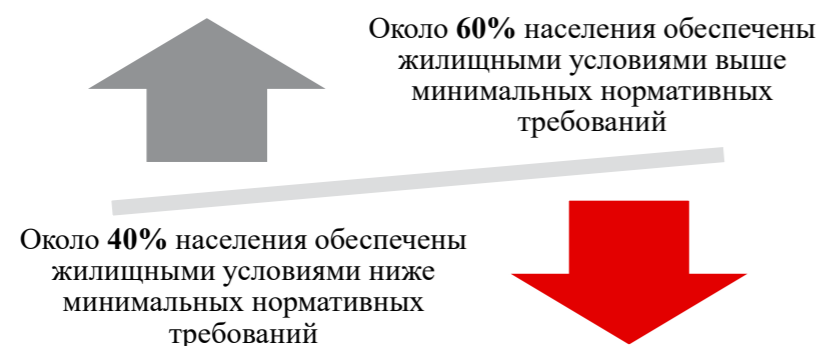 Около 60% населения обеспечены
жилищными условиями выше
минимальных нормативных
требований
Около 40% населения обеспечены
жилищными условиями ниже
минимальных нормативных
требований